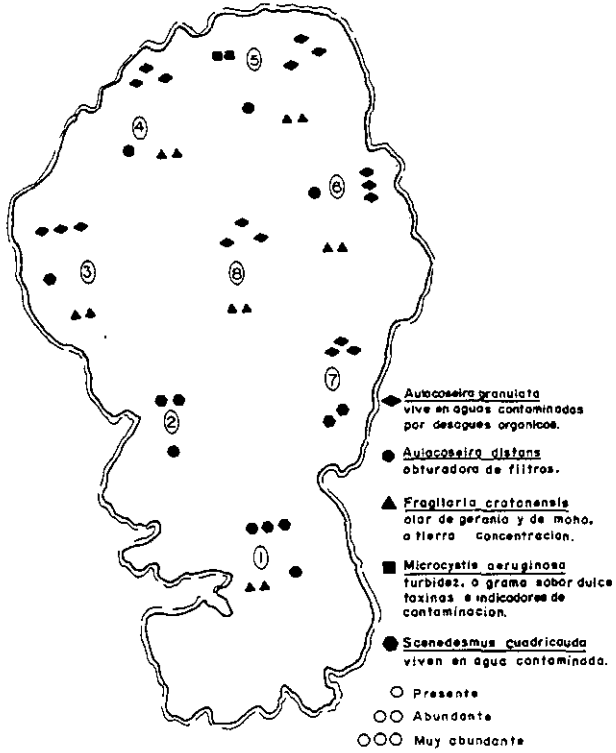 5
4
6
3
8
7
2
1
Aulacoseira granulata
vive en aguas contaminadas
por desagues organicos.
Aulacoseira distans
obturadora de filtros.
Fragilaria crotonensis
olor de geranio y de moho,
a tierra concentracion.
Microcystis aeruginosa
turbidez, a grama sabor dulce
toxinas e indicadores de
contaminacion.
Scenedesmus cuadricauda
viven en agua contaminada.
Presente
Abundante
Muy abundante